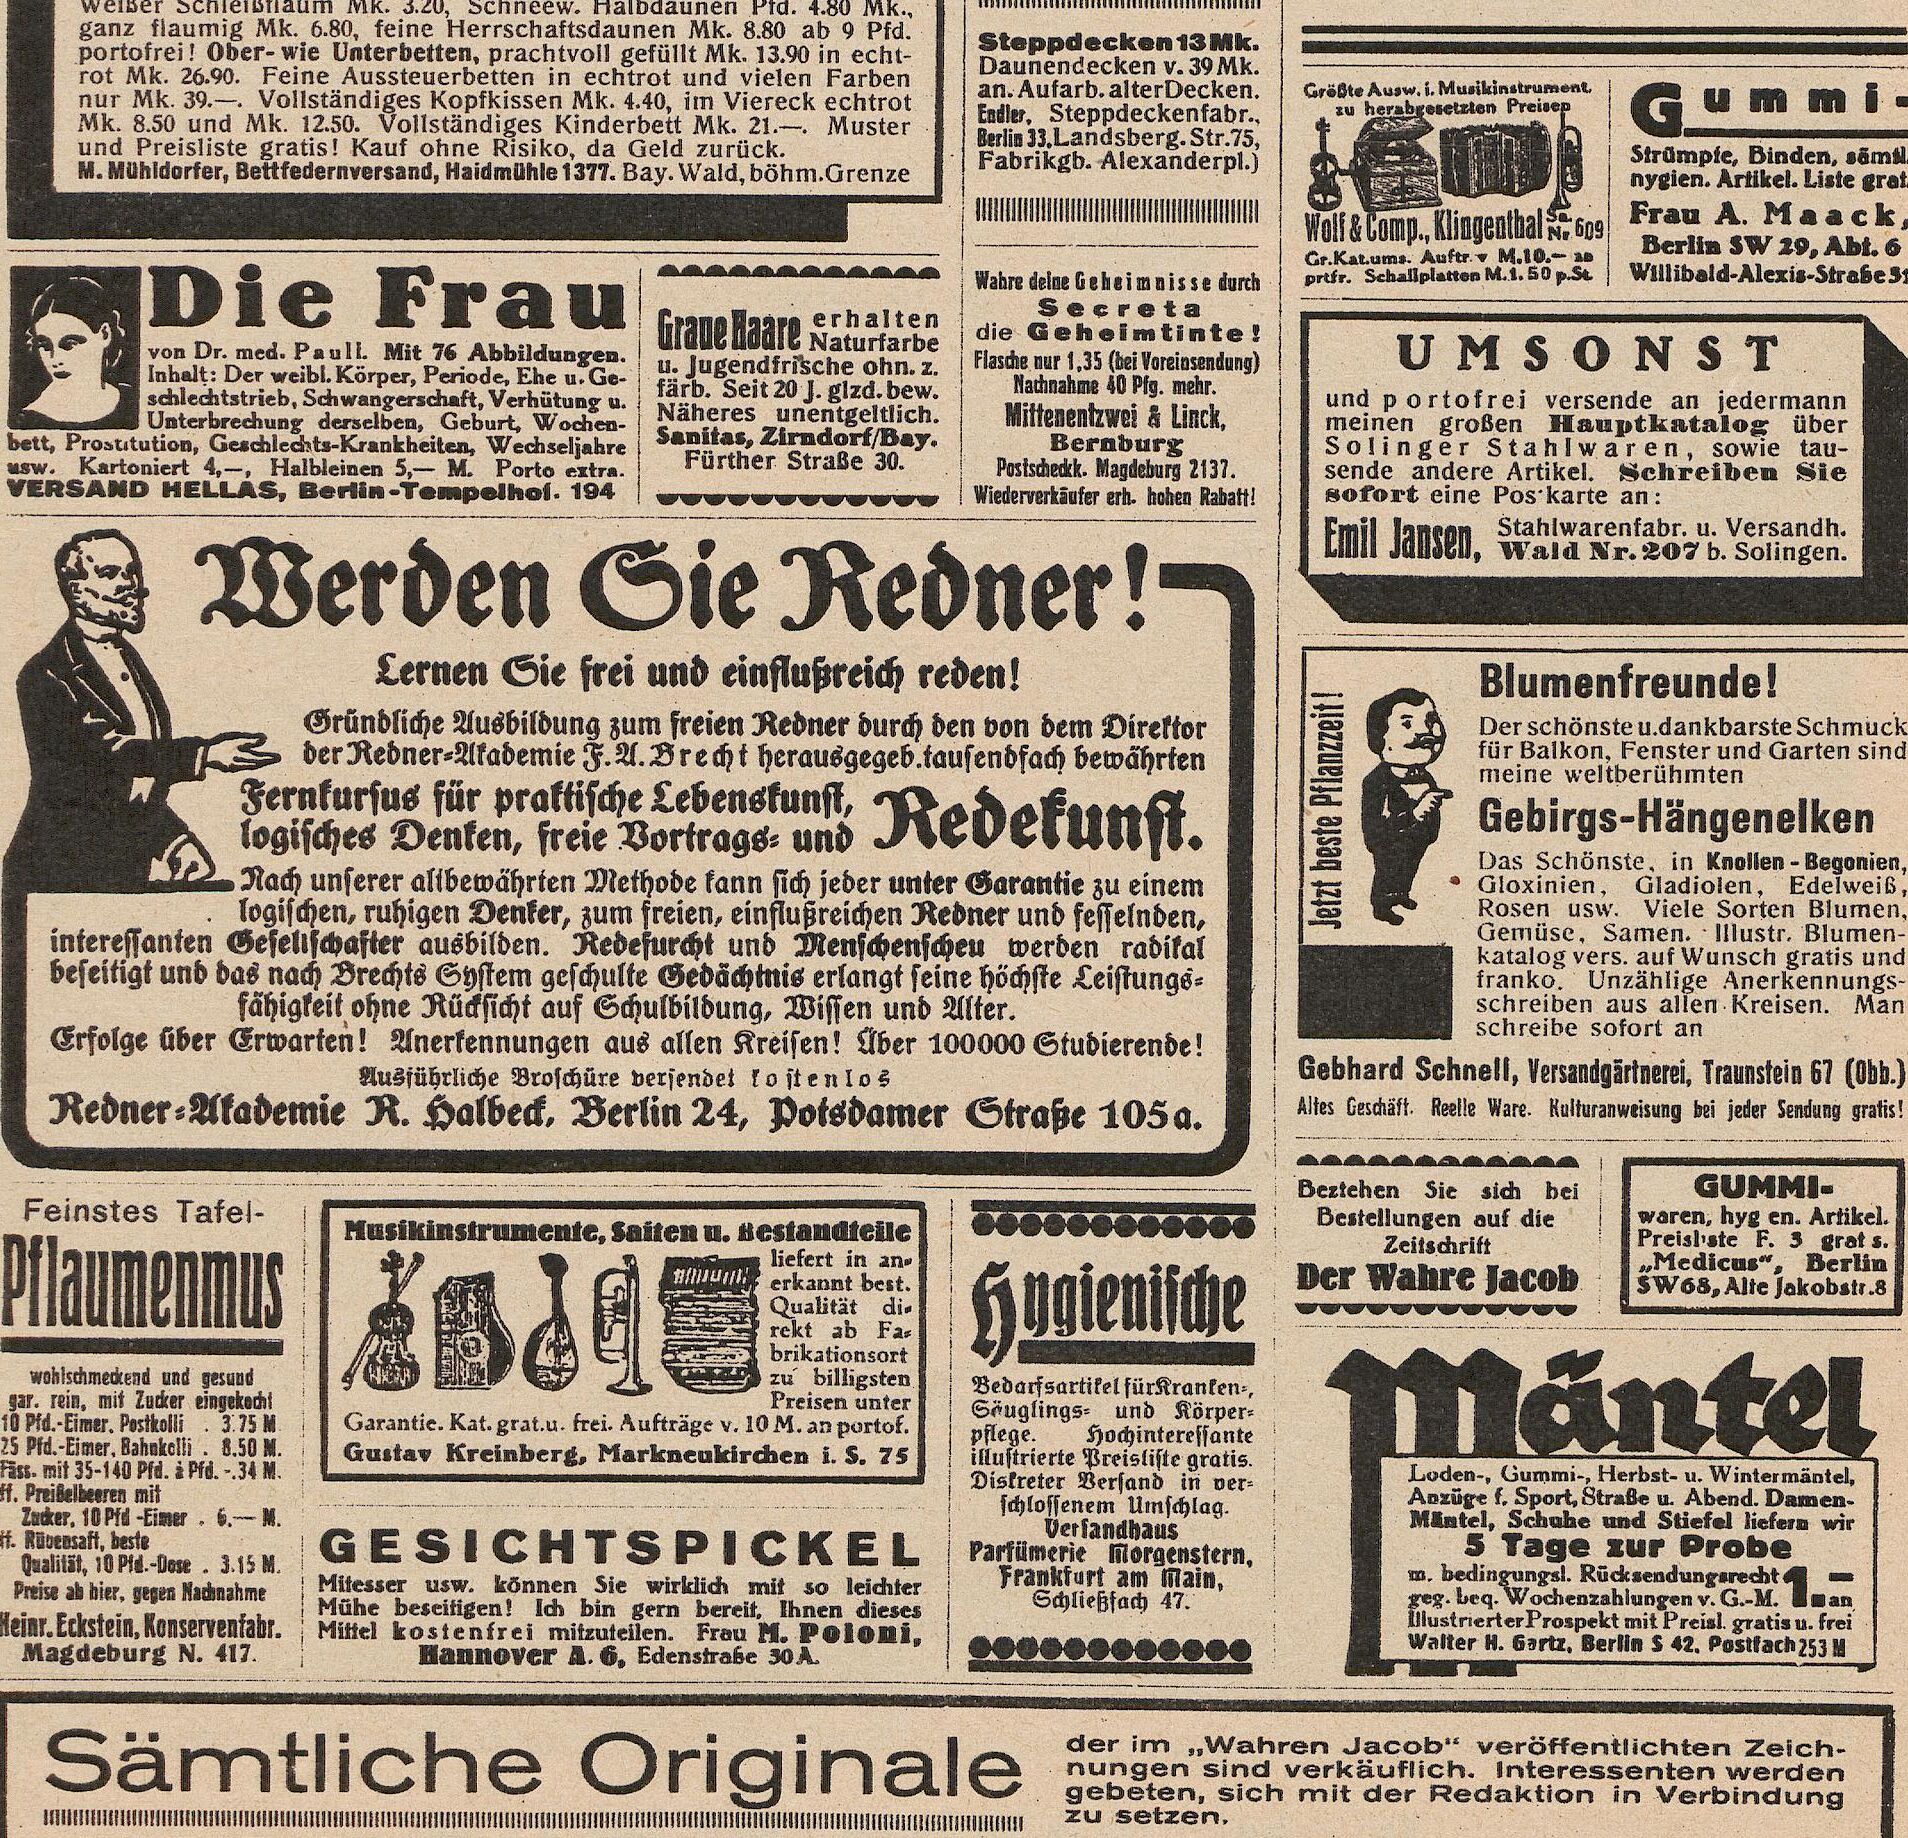 weißer Schleißflaum Mk. 3.20, Schneew. Halbdaunen Pfd. 4.80 Mk.,
ganz flaumig Mk. 6.80, feine Herrschaftsdaunen Mk. 8.80 ab 9 Pfd.
portofrei! Ober- wie Unterbetten, prachtvoll gefüllt Mk. 13.90 in echt-
rot Mk. 26.90. Feine Aussteuerbetten in echtrot und vielen Farben
nur Mk. 39.—. Vollständiges Kopfkissen Mk. 4.40, im Viereck echtrot
Mk. 8.50 und Mk. 12.50. Vollständiges Kinderbett Mk. 21.—. Muster
und Preisliste gratis! Kauf ohne Risiko, da Geld zurück.
M. Mühldorfer, Bettfedernversand, Haidmühle 1377. Bay. Wald, böhm.Grenze
Steppdecken 13 Mk.
Daunendecken v. 39 Mk.
an. Aufarb. alter Decken.
Endler, Steppdeckenfabr.,
Berlin 33, Landsberg. Str. 75,
Fabrikgb. Alexanderpl.)
Größte Ausw. i. Musikinstrument.
zu herabgesetzten Preisen
Wolf & Comp., Klingenthal Sa. Nr. 609
Gr. Kat. ums. Auftr. v M.10.— an
prtfr. Schallplatten M.1.50 p.St.
Gummi-
Strümpfe, Binden, sämtl.
nygien. Artikel. Liste grat.
Frau A. Maack,
Berlin SW 29, Abt. 6
Willibald-Alexis-Straße 31
Die Frau
von Dr. med. Paull. Mit 76 Abbildungen.
Inhalt: Der weibl. Körper, Periode, Ehe u. Ge-
schlechtstrieb, Schwangerschaft, Verhütung u.
Unterbrechung derselben, Geburt, Wochen-
bett, Prostitution, Geschlechts-Krankheiten, Wechseljahre
usw. Kartoniert 4,—, Halbleinen 5,— M. Porto extra.
VERSAND HELLAS, Berlin-Tempelhof. 194
Graue Haare erhalten
Naturfarbe
u. Jugendfrische ohn. z.
färb. Seit 20 J. glzd. bew.
Näheres unentgeltlich.
Sanitas, Zirndorf/Bay.
Fürther Straße 30.
Wahre deine Geheimnisse durch
Secreta
die Geheimtinte!
Flasche nur 1,35 (bei Voreinsendung)
Nachnahme 40 Pfg. mehr.
Mittenentzwei & Linck,
Bernburg
Postscheckk. Magdeburg 2137.
Wiederverkäufer erh. hohen Rabatt!
UMSONST
und portofrei versende an jedermann
meinen großen Hauptkatalog über
Solinger Stahlwaren, sowie tau-
sende andere Artikel. Schreiben Sie
sofort eine Postkarte an:
Emil Jansen, Stahlwarenfabr. u. Versandh.
Wald Nr. 207 b. Solingen.
Werden Sie Redner!
Lernen Sie frei und einflußreich reden!
Gründliche Ausbildung zum freien Redner durch den von dem Direktor
der Redner-Akademie F. A. Brecht herausgegeb. tausendfach bewährten
Fernkursus für praktische Lebenskunst,
logisches Denken, freie Vortrags- und Redekunst.
Nach unserer altbewährten Methode kann sich jeder unter Garantie zu einem
logischen, ruhigen Denker, zum freien, einflußreichen Redner und fesselnden,
interessanten Gesellschafter ausbilden. Redefurcht und Menschenscheu werden radikal
beseitigt und das nach Brechts System geschulte Gedächtnis erlangt seine höchste Leistungs-
fähigkeit ohne Rücksicht auf Schulbildung, Wissen und Alter.
Erfolge über Erwarten! Anerkennungen aus allen Kreisen! Über 100000 Studierende!
Ausführliche Broschüre versendet kostenlos
Redner-Akademie R. Halbeck, Berlin 24, Potsdamer Straße 105a.
Jetzt beste Pflanzzeit!
Blumenfreunde!
Der schönste u. dankbarste Schmuck
für Balkon, Fenster und Garten sind
meine weltberühmten
Gebirgs-Hängenelken
Das Schönste, in Knollen-Begonien,
Gloxinien, Gladiolen, Edelweiß,
Rosen usw. Viele Sorten Blumen,
Gemüse, Samen. Illustr. Blumen-
katalog vers. auf Wunsch gratis und
franko. Unzählige Anerkennungs-
schreiben aus allen Kreisen. Man
schreibe sofort an
Gebhard Schnell, Versandgärtnerei, Traunstein 67 (Obb.)
Altes Geschäft. Reelle Ware. Kulturanweisung bei jeder Sendung gratis!
Feinstes Tafel-
Pflaumenmus
wohlschmeckend und gesund
gar. rein, mit Zucker eingekocht
10 Pfd.-Eimer, Postkolli . 3.75 M
25 Pfd.-Eimer, Bahnkolli . 8.50 M.
Fäss. mit 35-140 Pfd. à Pfd. -.34 M.
ff. Preißelbeeren mit
Zucker, 10 Pfd-Eimer . 6.— M.
ff. Rübensaft, beste
Qualität, 10 Pfd.-Dose . 3.15 M.
Preise ab hier, gegen Nachnahme
Heinr. Eckstein, Konservenfabr.
Magdeburg N. 417.
Musikinstrumente, Saiten u. Bestandteile
liefert in an-
erkannt best.
Qualität di-
rekt ab Fa-
brikationsort
zu billigsten
Preisen unter
Garantie. Kat. grat. u. frei. Aufträge v. 10 M. an portof.
Gustav Kreinberg, Markneukirchen i. S. 75
GESICHTSPICKEL
Mitesser usw. können Sie wirklich mit so leichter
Mühe beseitigen! Ich bin gern bereit, Ihnen dieses
Mittel kostenfrei mitzuteilen. Frau M. Poloni,
Hannover A. 6, Edenstraße 30 A.
Hygienische
Bedarfsartikel für Kranken-,
Säuglings- und Körper-
pflege. Hochinteressante
illustrierte Preisliste gratis.
Diskreter Versand in ver-
schlossenem Umschlag.
Versandhaus
Parfümerie Morgenstern,
Frankfurt am Main,
Schließfach 47.
Beziehen Sie sich bei
Bestellungen auf die
Zeitschrift
Der Wahre Jacob
GUMMI-
waren, hyg en. Artikel.
Preisliste F. 3 grat s.
„Medicus“, Berlin
SW68, Alte Jakobstr. 8
Mäntel
Loden-, Gummi-, Herbst- u. Wintermäntel,
Anzüge f. Sport, Straße u. Abend. Damen-
Mäntel, Schuhe und Stiefel liefern wir
5 Tage zur Probe
m. bedingungsl. Rücksendungsrecht
geg. beq. Wochenzahlungen v. G.-M. 1.— an
Illustrierter Prospekt mit Preisl. gratis u. frei
Walter H. Gartz, Berlin S 42, Postfach 253 M
Sämtliche Originale
der im „Wahren Jacob“ veröffentlichten Zeich-
nungen sind verkäuflich. Interessenten werden
gebeten, sich mit der Redaktion in Verbindung
zu setzen.